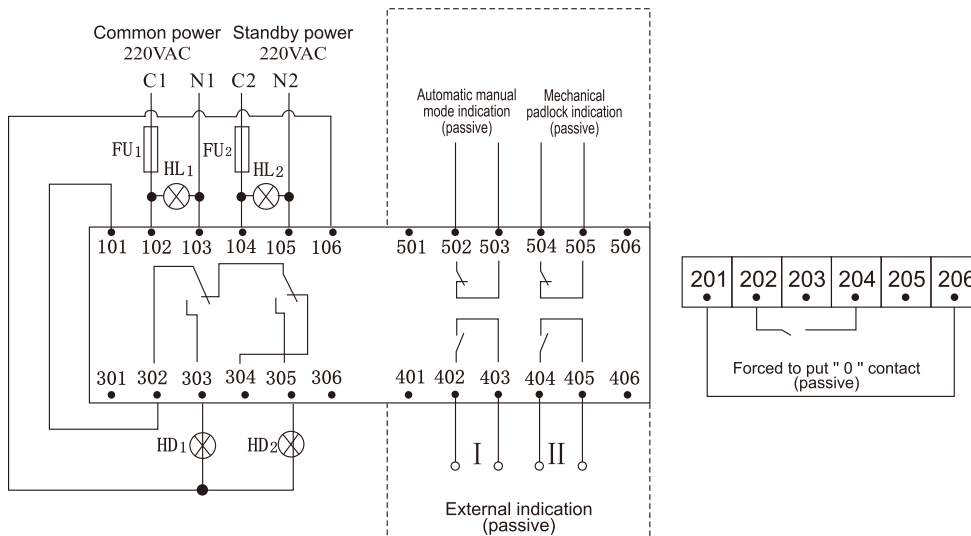 Common power Standby power
220VAC 220VAC
C1 N1 C2 N2
Automatic manual
mode indication
(passive)
Mechanical
padlock indication
(passive)
FU1 HL1 FU2 HL2
101 102 103 104 105 106 501 502 503 504 505 506
201 202 203 204 205 206
Forced to put " 0 " contact
(passive)
301 302 303 304 305 306 401 402 403 404 405 406
HD1 HD2 I II
External indication
(passive)